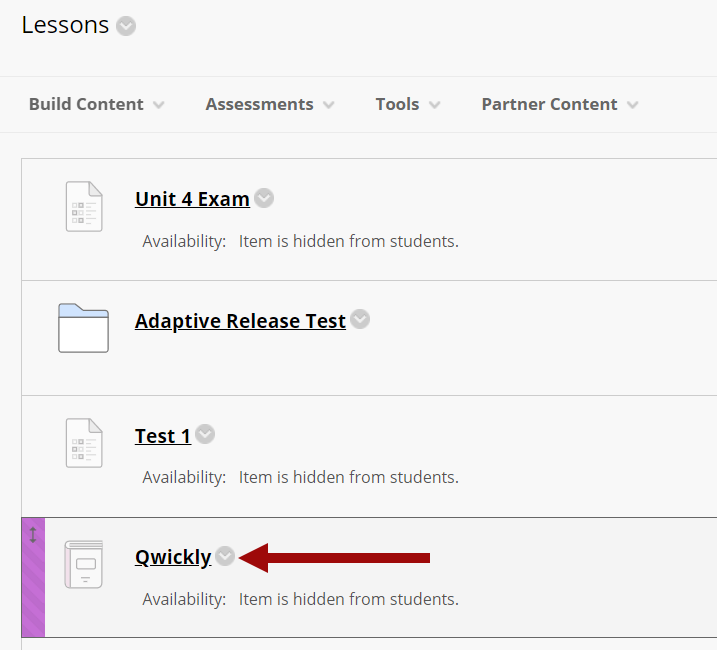 Lessons
Build Content Assessments Tools Partner Content
Unit 4 Exam
Availability: Item is hidden from students.
Adaptive Release Test
Test 1
Availability: Item is hidden from students.
Qwickly
Availability: Item is hidden from students.